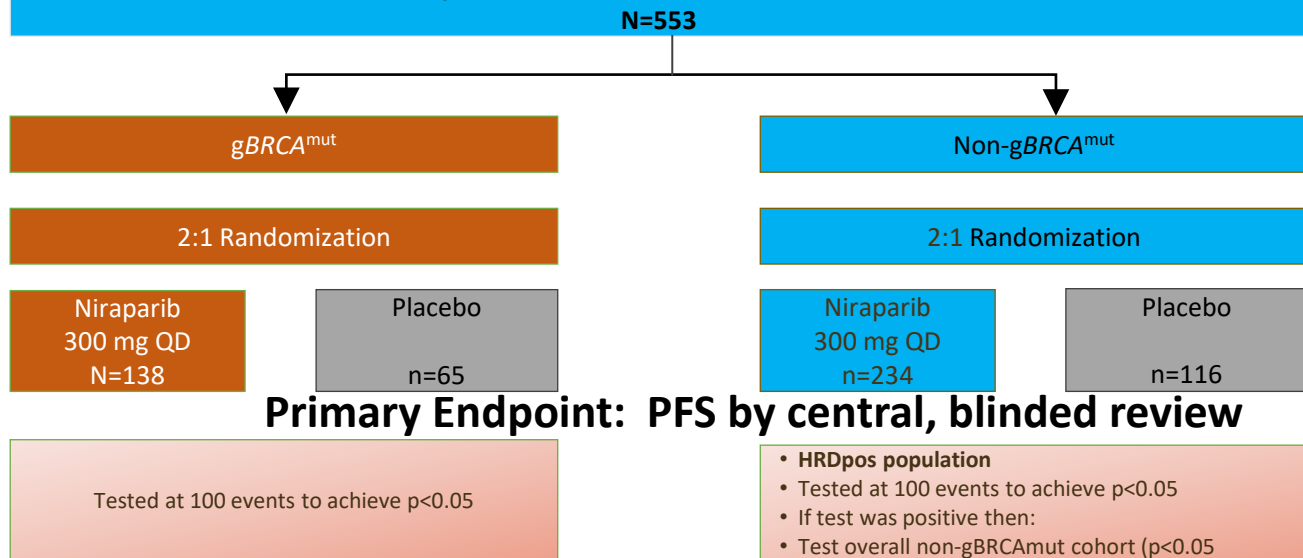 N=553
gBRCAmut
Non-gBRCAmut
2:1 Randomization
2:1 Randomization
Niraparib
300 mg QD
N=138
Placebo
n=65
Niraparib
300 mg QD
n=234
Placebo
n=116
Primary Endpoint: PFS by central, blinded review
Tested at 100 events to achieve p<0.05
• HRDpos population
• Tested at 100 events to achieve p<0.05
• If test was positive then:
• Test overall non-gBRCAmut cohort (p<0.05